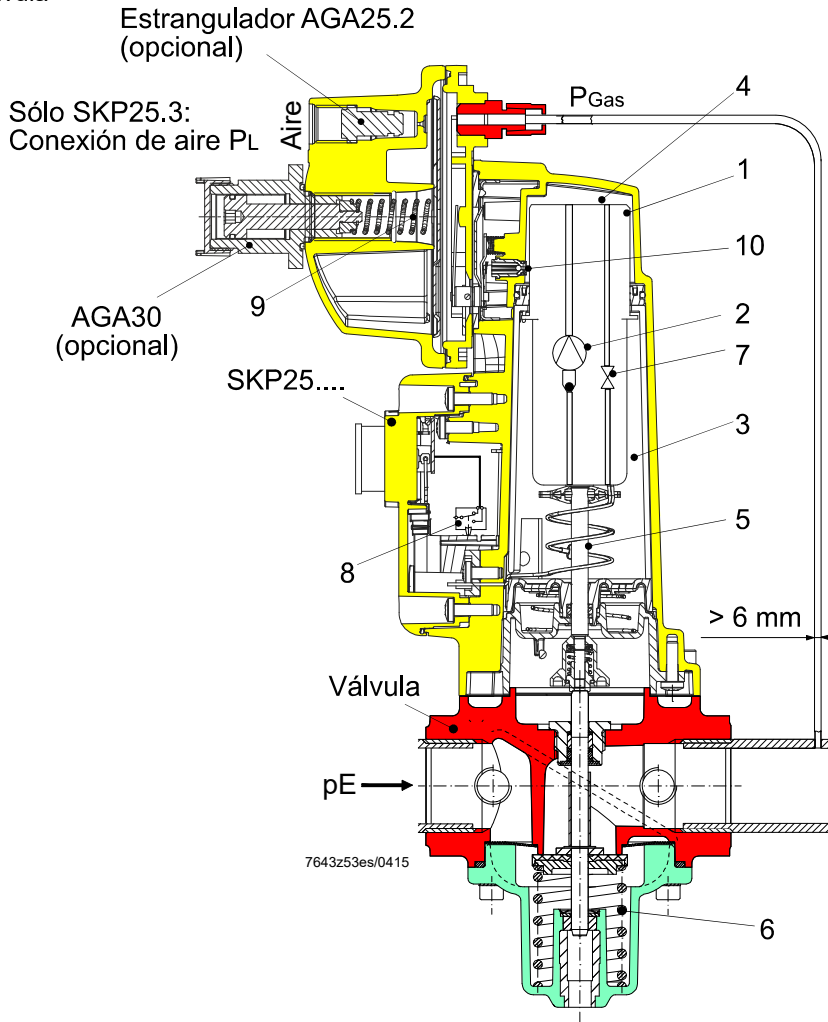 Estrangulador AGA25.2
(opcional)
Sólo SKP25.3:
Conexión de aire PL
Aire
PGas
4
1
10
9
AGA30
(opcional)
2
7
SKP25....
3
5
8
> 6 mm
Válvula
pE
7643z53es/0415
6